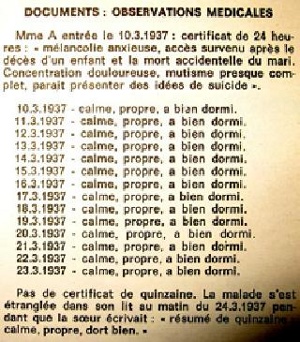 DOCUMENTS : OBSERVATIONS MEDICALES
Mme A entrée le 10.3.1937 : certificat de 24 heu-
res : « mélancolie anxieuse, accès survenu après le
décès d'un enfant et la mort accidentelle du mari.
Concentration douloureuse, mutisme presque com-
plet, parait présenter des idées de suicide ».
10.3.1937 - calme, propre, a bien dormi.
11.3.1937 - calme, propre, a bien dormi.
12.3.1937 - calme, propre, a bien dormi.
13.3.1937 - calme, propre, a bien dormi.
14.3.1937 - calme, propre, a bien dormi.
15.3.1937 - calme, propre, a bien dormi.
16.3.1937 - calme, propre, a bien dormi.
17.3.1937 - calme, propre, a bien dormi.
18.3.1937 - calme, propre, a bien dormi.
19.3.1937 - calme, propre, a bien dormi.
20.3.1937 - calme, propre, a bien dormi.
21.3.1937 - calme, propre, a bien dormi.
22.3.1937 - calme, propre, a bien dormi.
23.3.1937 - calme, propre, a bien dormi.
Pas de certificat de quinzaine. La malade s'est
étranglée dans son lit au matin du 24.3.1937 pen-
dant que la sœur écrivait : « résumé de quinzaine -
calme, propre, dort bien. »